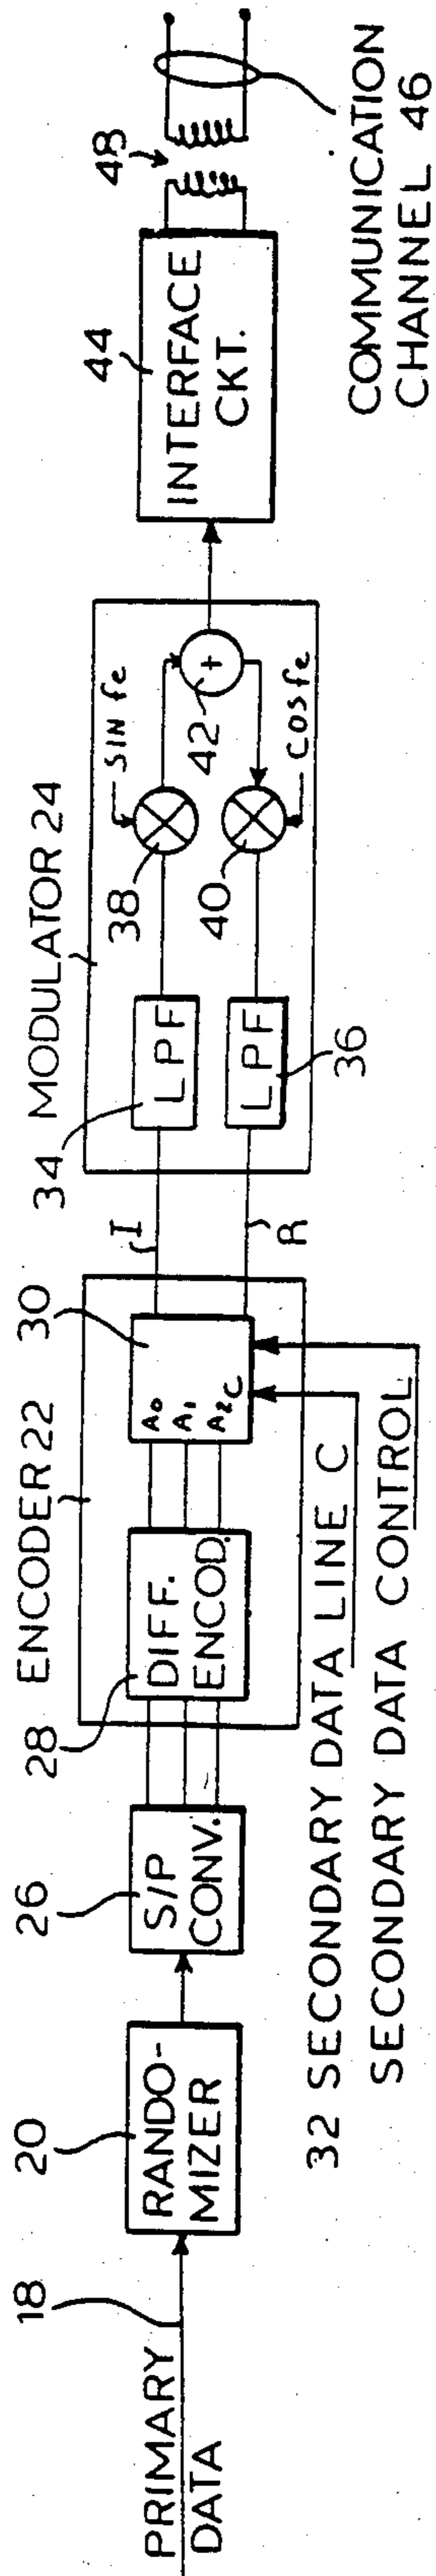 PRIMARY
DATA
18
20
RANDO-
MIZER
26
S/P
CONV.
ENCODER 22
28
DIFF.
ENCOD.
30
A0
A1
A2
C
32 SECONDARY DATA LINE C
SECONDARY DATA CONTROL
I
R
MODULATOR 24
34
LPF
LPF
36
38
SIN fc
40
COS fc
42
+
44
INTERFACE
CKT.
48
COMMUNICATION
CHANNEL 46